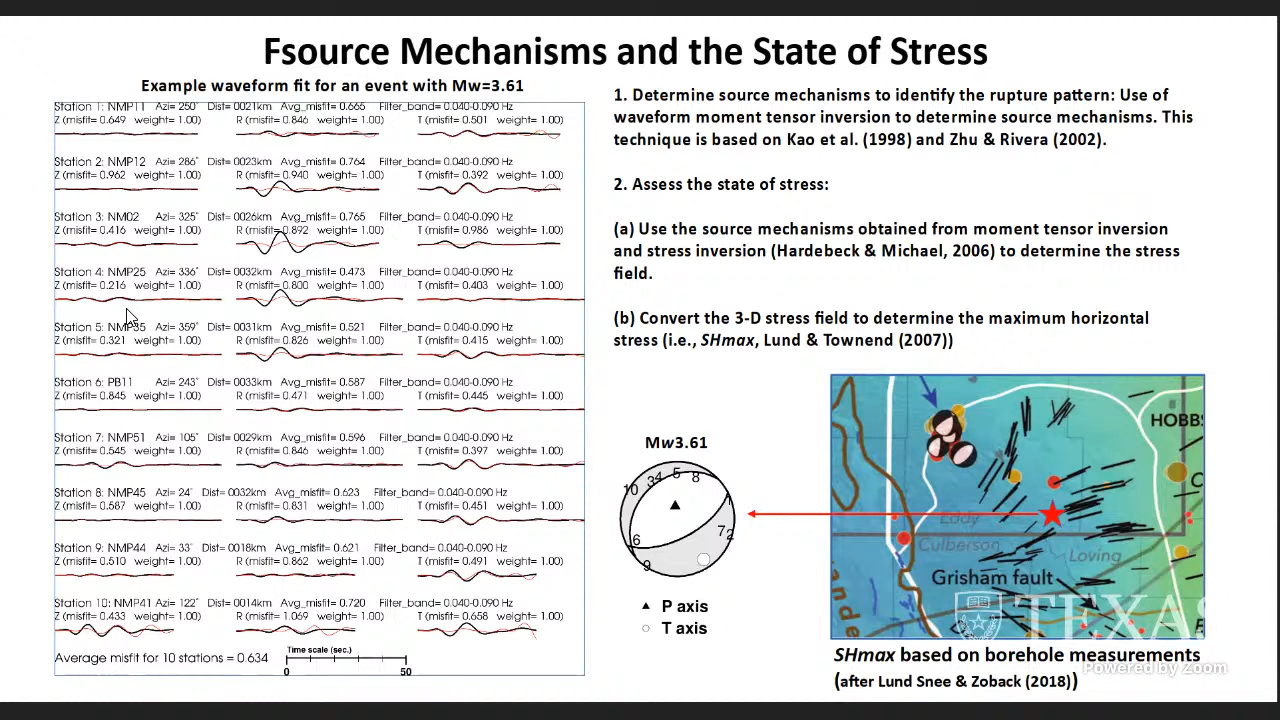 Fsource Mechanisms and the State of Stress
Example waveform fit for an event with Mw=3.61
Station 1: NMP11 Azi= 250° Dist= 0021km Avg_misfit= 0.665 Filter_band= 0.040-0.090 Hz
Z (misfit= 0.649 weight= 1.00) R (misfit= 0.846 weight= 1.00) T (misfit= 0.501 weight= 1.00)
Station 2: NMP12 Azi= 286° Dist= 0023km Avg_misfit= 0.764 Filter_band= 0.040-0.090 Hz
Z (misfit= 0.962 weight= 1.00) R (misfit= 0.940 weight= 1.00) T (misfit= 0.392 weight= 1.00)
Station 3: NM02 Azi= 325° Dist= 0026km Avg_misfit= 0.765 Filter_band= 0.040-0.090 Hz
Z (misfit= 0.416 weight= 1.00) R (misfit= 0.892 weight= 1.00) T (misfit= 0.986 weight= 1.00)
Station 4: NMP25 Azi= 336° Dist= 0032km Avg_misfit= 0.473 Filter_band= 0.040-0.090 Hz
Z (misfit= 0.216 weight= 1.00) R (misfit= 0.800 weight= 1.00) T (misfit= 0.403 weight= 1.00)
Station 5: NMP35 Azi= 359° Dist= 0031km Avg_misfit= 0.521 Filter_band= 0.040-0.090 Hz
Z (misfit= 0.321 weight= 1.00) R (misfit= 0.826 weight= 1.00) T (misfit= 0.415 weight= 1.00)
Station 6: PB11 Azi= 243° Dist= 0033km Avg_misfit= 0.587 Filter_band= 0.040-0.090 Hz
Z (misfit= 0.845 weight= 1.00) R (misfit= 0.471 weight= 1.00) T (misfit= 0.445 weight= 1.00)
Station 7: NMP51 Azi= 105° Dist= 0029km Avg_misfit= 0.596 Filter_band= 0.040-0.090 Hz
Z (misfit= 0.545 weight= 1.00) R (misfit= 0.846 weight= 1.00) T (misfit= 0.397 weight= 1.00)
Station 8: NMP45 Azi= 24° Dist= 0032km Avg_misfit= 0.623 Filter_band= 0.040-0.090 Hz
Z (misfit= 0.587 weight= 1.00) R (misfit= 0.831 weight= 1.00) T (misfit= 0.451 weight= 1.00)
Station 9: NMP44 Azi= 33° Dist= 0018km Avg_misfit= 0.621 Filter_band= 0.040-0.090 Hz
Z (misfit= 0.510 weight= 1.00) R (misfit= 0.862 weight= 1.00) T (misfit= 0.491 weight= 1.00)
Station 10: NMP41 Azi= 122° Dist= 0014km Avg_misfit= 0.720 Filter_band= 0.040-0.090 Hz
Z (misfit= 0.433 weight= 1.00) R (misfit= 1.069 weight= 1.00) T (misfit= 0.658 weight= 1.00)
Average misfit for 10 stations = 0.634
Time scale (sec.)
0 50
1. Determine source mechanisms to identify the rupture pattern: Use of
waveform moment tensor inversion to determine source mechanisms. This
technique is based on Kao et al. (1998) and Zhu & Rivera (2002).
2. Assess the state of stress:
(a) Use the source mechanisms obtained from moment tensor inversion
and stress inversion (Hardebeck & Michael, 2006) to determine the stress
field.
(b) Convert the 3-D stress field to determine the maximum horizontal
stress (i.e., SHmax, Lund & Townend (2007))
Mw3.61
10 3 4 5 8
1
6 7 2
9
P axis
T axis
HOBBS
Eddy
Culberson
Loving
Grisham fault
TEXAS
SHmax based on borehole measurements
(after Lund Snee & Zoback (2018))
Powered by Zoom